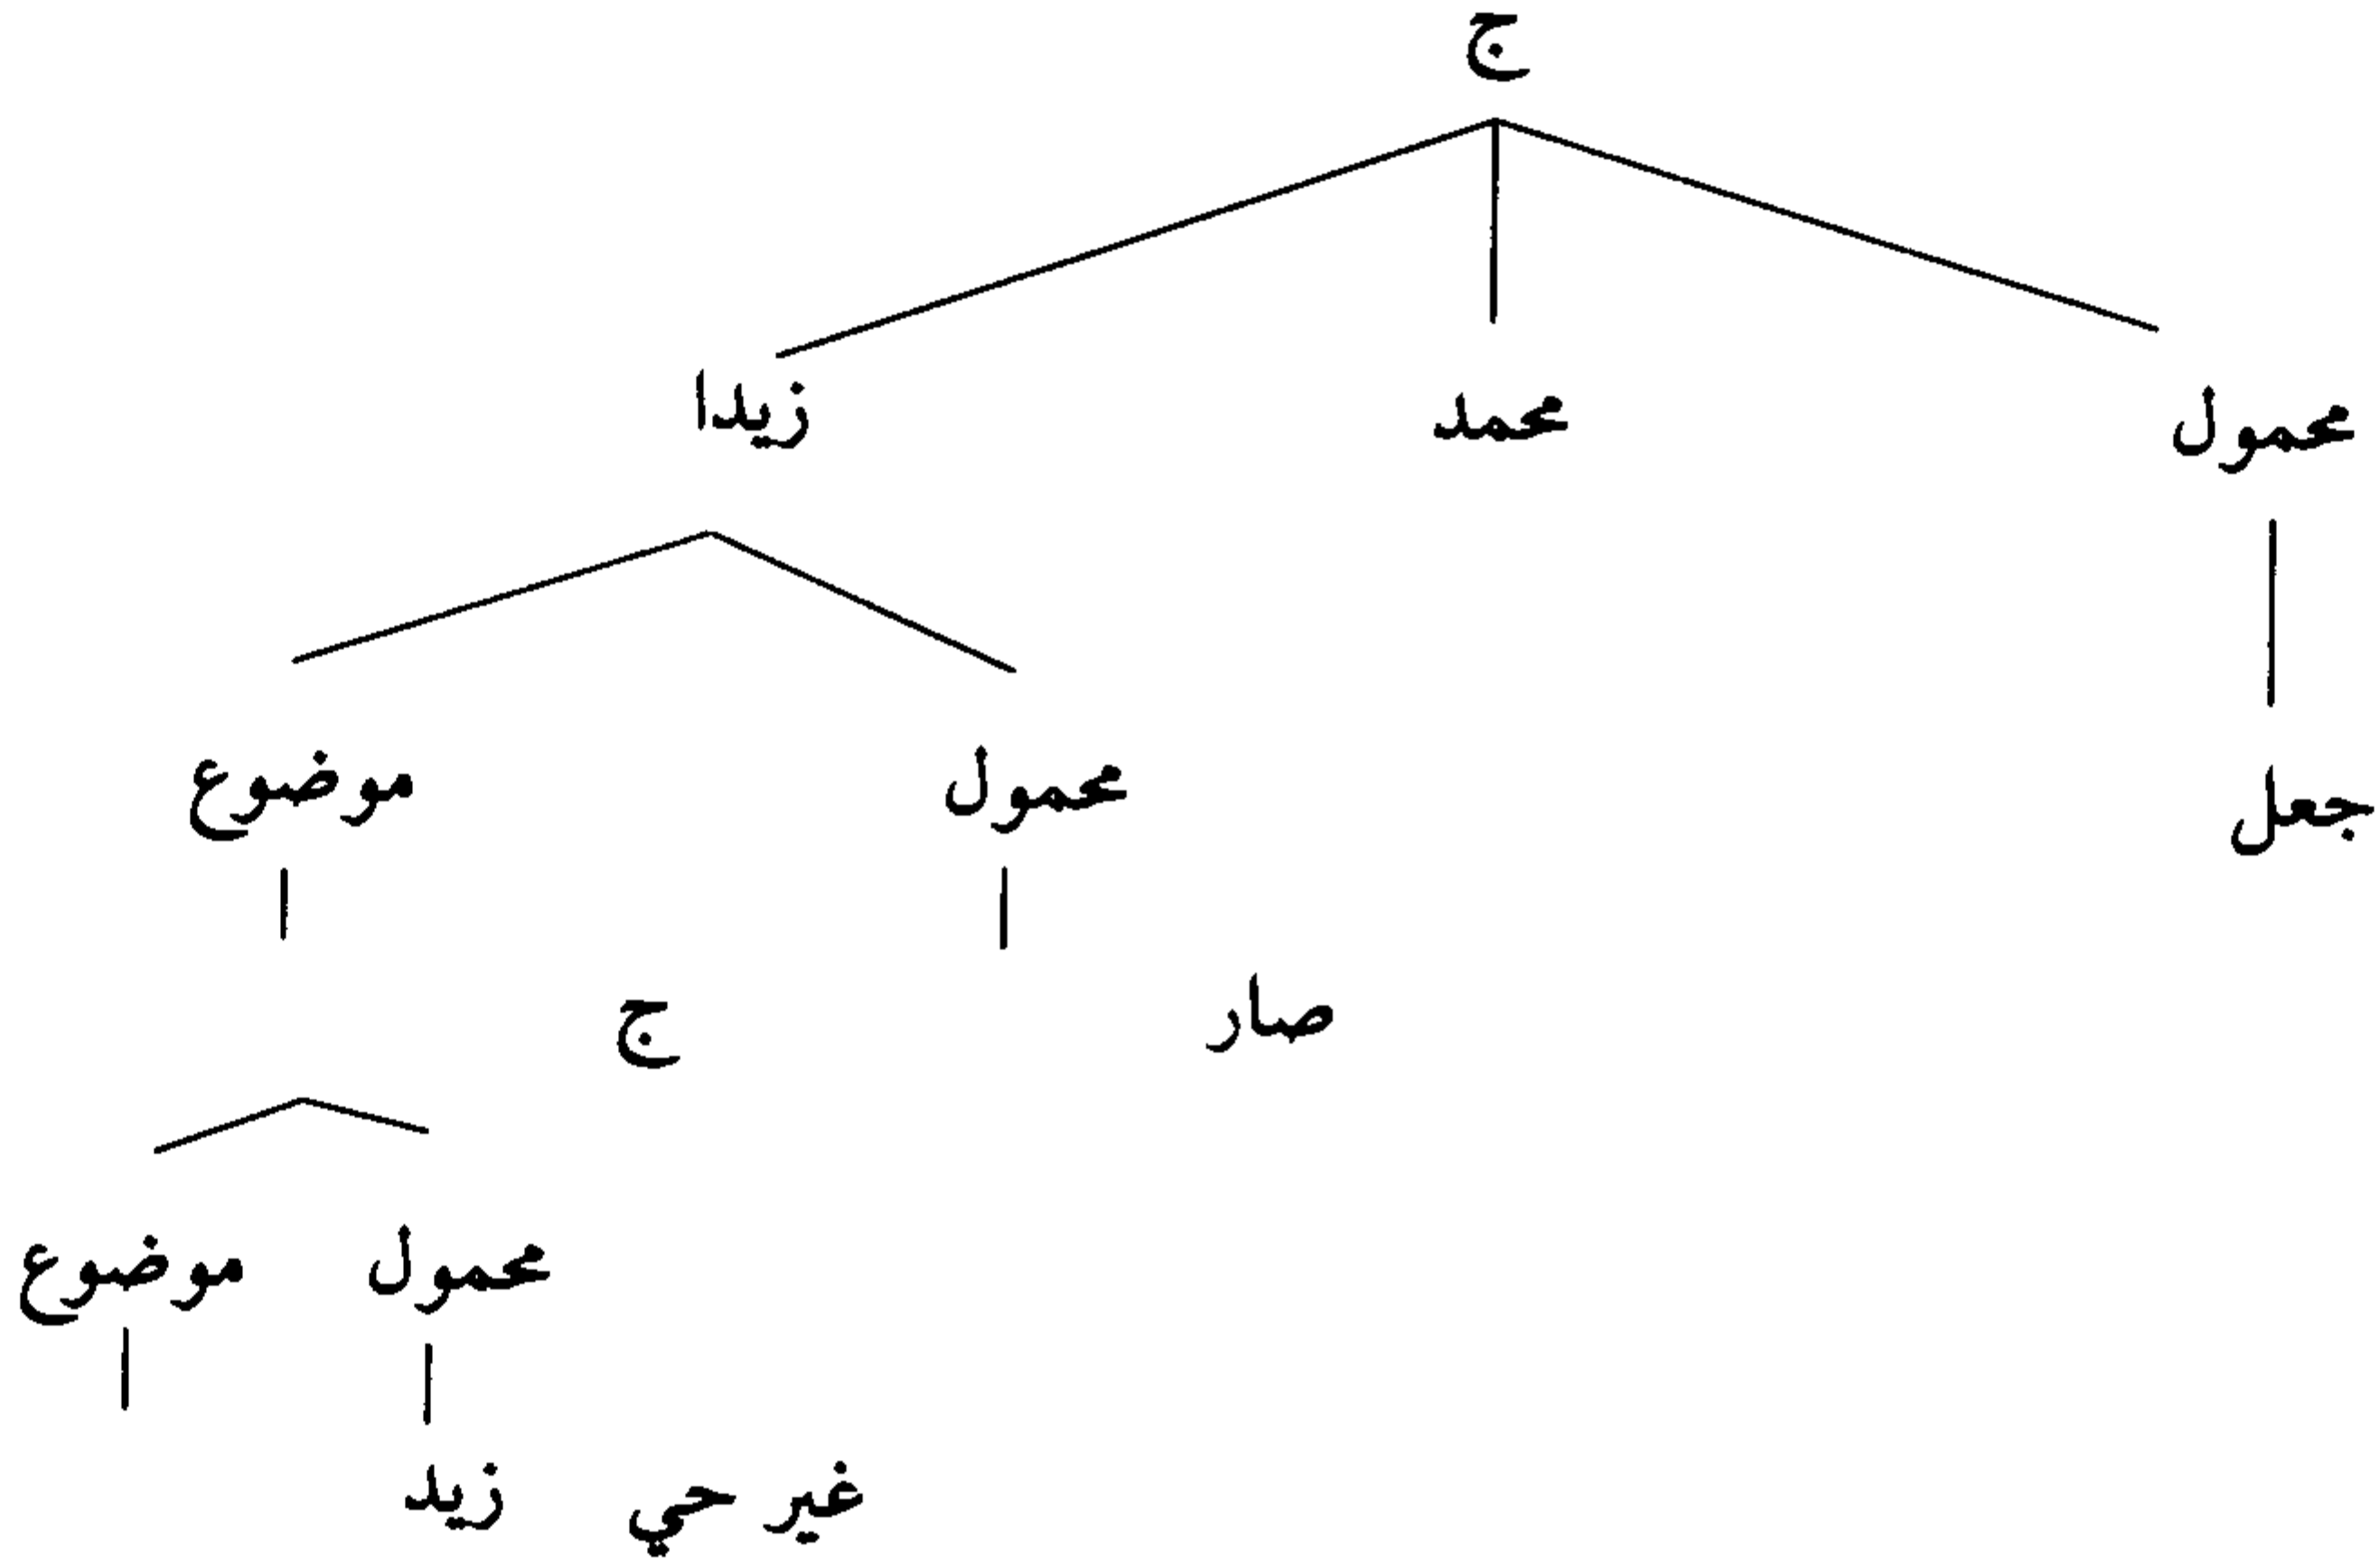 ج
محمول محمد زيدا
جعل محمول موضوع
صار ج
محمول موضوع
غير حي زيد